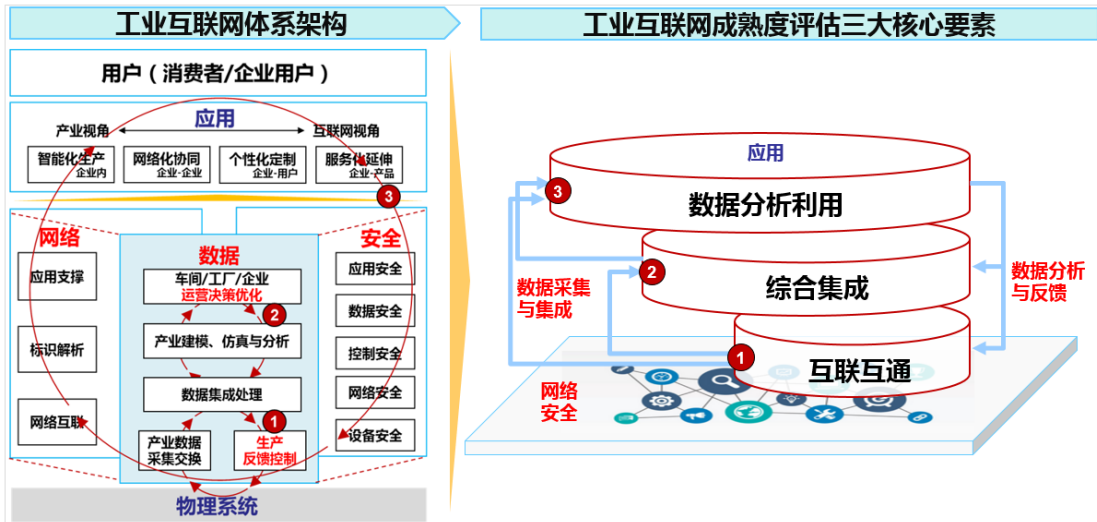 工业互联网体系架构
工业互联网成熟度评估三大核心要素
用户（消费者/企业用户）
应用
产业视角
互联网视角
智能化生产
企业内
网络化协同
企业-企业
个性化定制
企业-用户
服务化延伸
企业-产品
3
网络
应用支撑
标识解析
网络互联
数据
车间/工厂/企业
运营决策优化
2
产业建模、仿真与分析
数据集成处理
1
产业数据
采集交换
生产
反馈控制
安全
应用安全
数据安全
控制安全
网络安全
设备安全
物理系统
应用
3
数据分析利用
2
综合集成
1
互联互通
数据采集
与集成
数据分析
与反馈
网络
安全